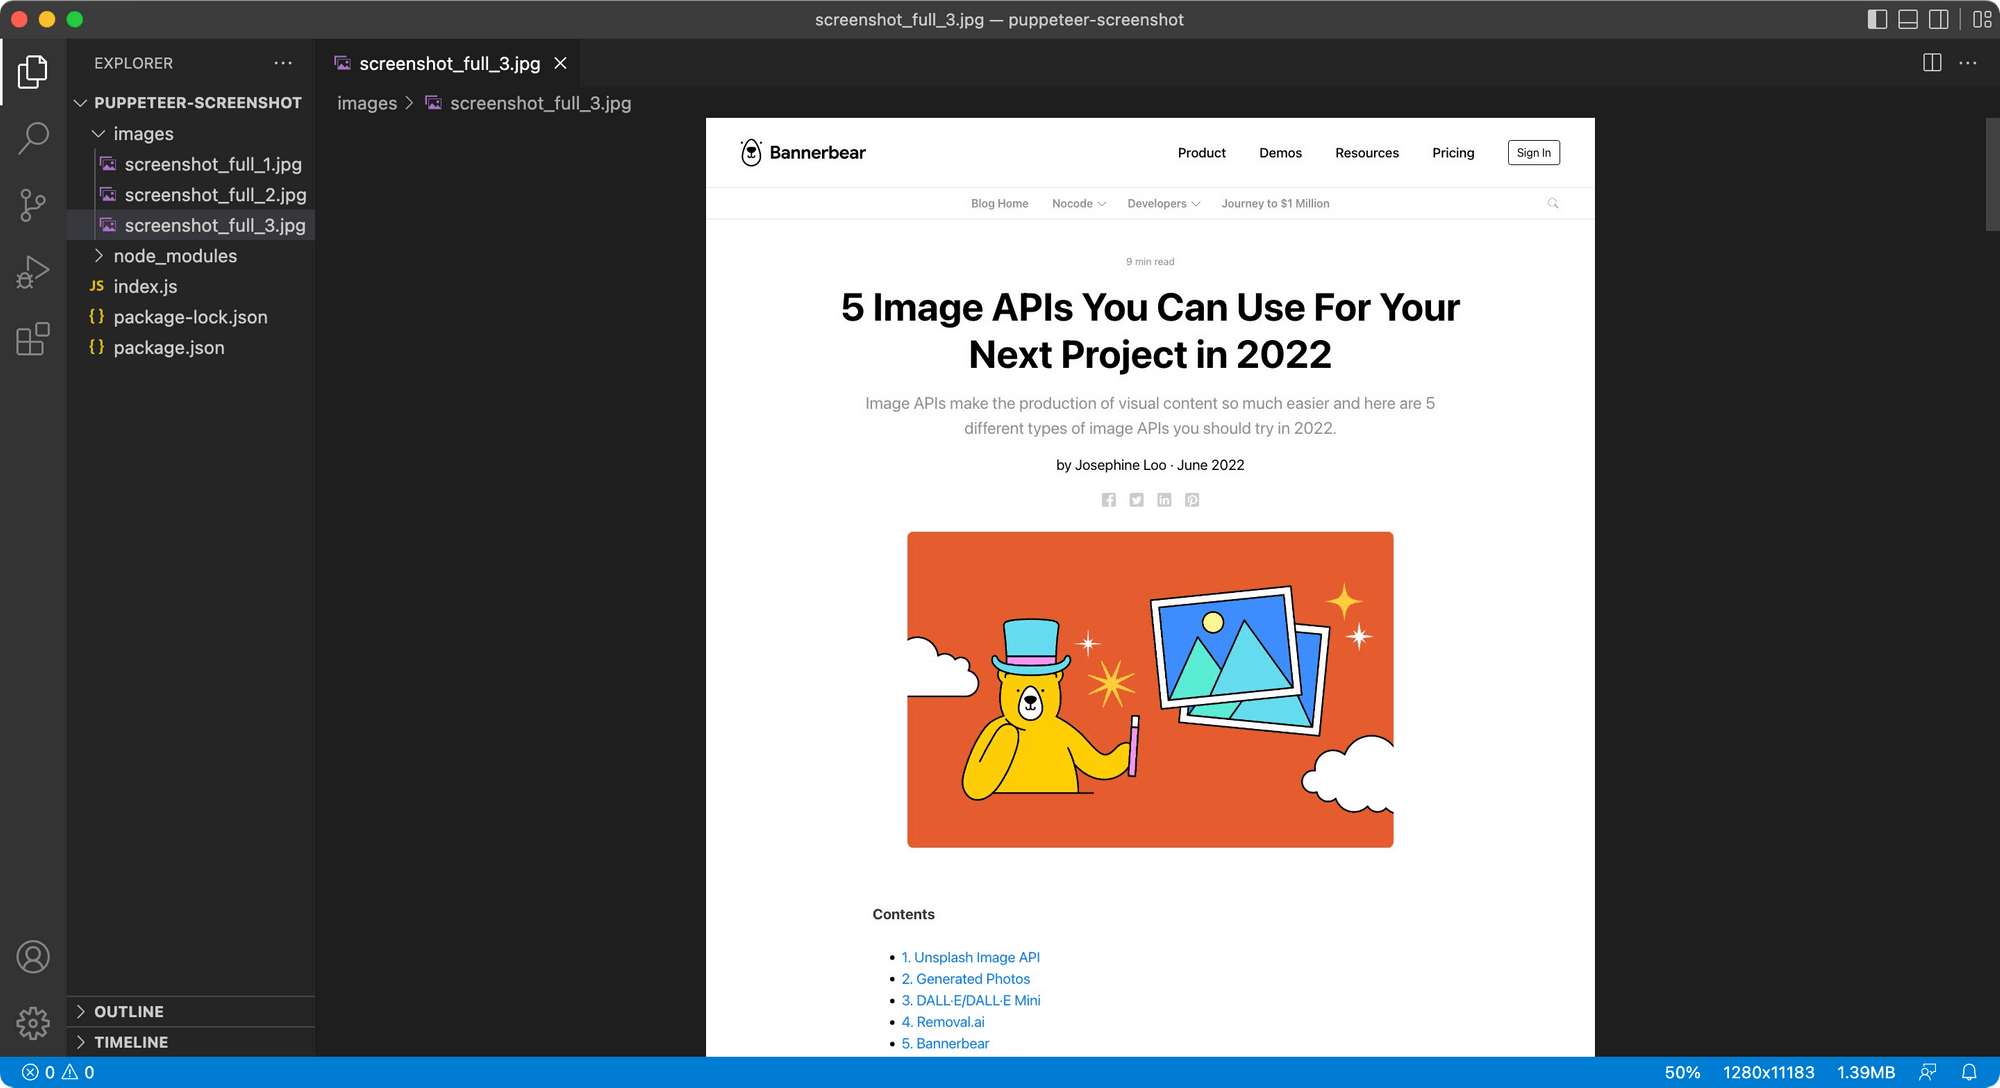 screenshot_full_3.jpg — puppeteer-screenshot
EXPLORER
PUPPETEER-SCREENSHOT
images
screenshot_full_1.jpg
screenshot_full_2.jpg
screenshot_full_3.jpg
node_modules
JS index.js
{} package-lock.json
{} package.json
OUTLINE
TIMELINE
screenshot_full_3.jpg
images > screenshot_full_3.jpg
Bannerbear
Product Demos Resources Pricing Sign In
Blog Home Nocode Developers Journey to $1 Million
9 min read
5 Image APIs You Can Use For Your
Next Project in 2022
Image APIs make the production of visual content so much easier and here are 5
different types of image APIs you should try in 2022.
by Josephine Loo · June 2022
Contents
• 1. Unsplash Image API
• 2. Generated Photos
• 3. DALL·E/DALL·E Mini
• 4. Removal.ai
• 5. Bannerbear
0 0
50% 1280x11183 1.39MB